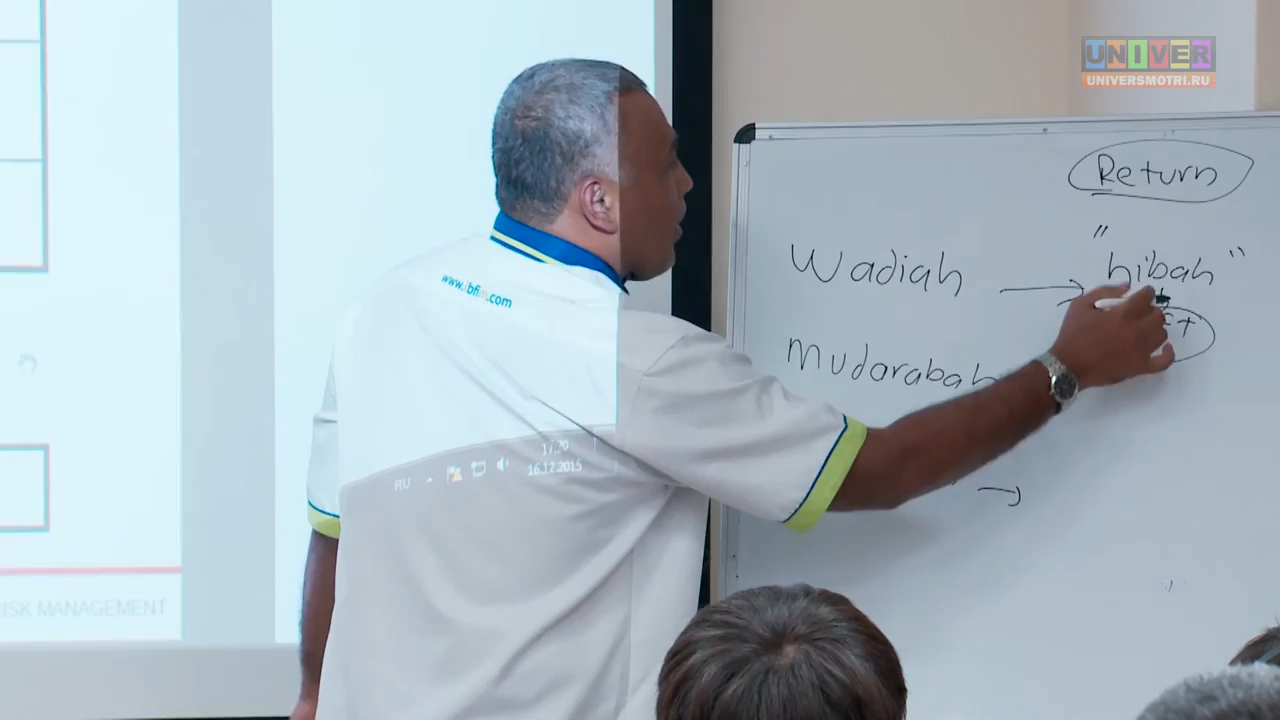 UNIVER
UNIVERSMOTRI.RU
Return
"hibah"
Wadiah
Mudarabah
www.ibfim.com
17:20
16.12.2015
RU
RISK MANAGEMENT